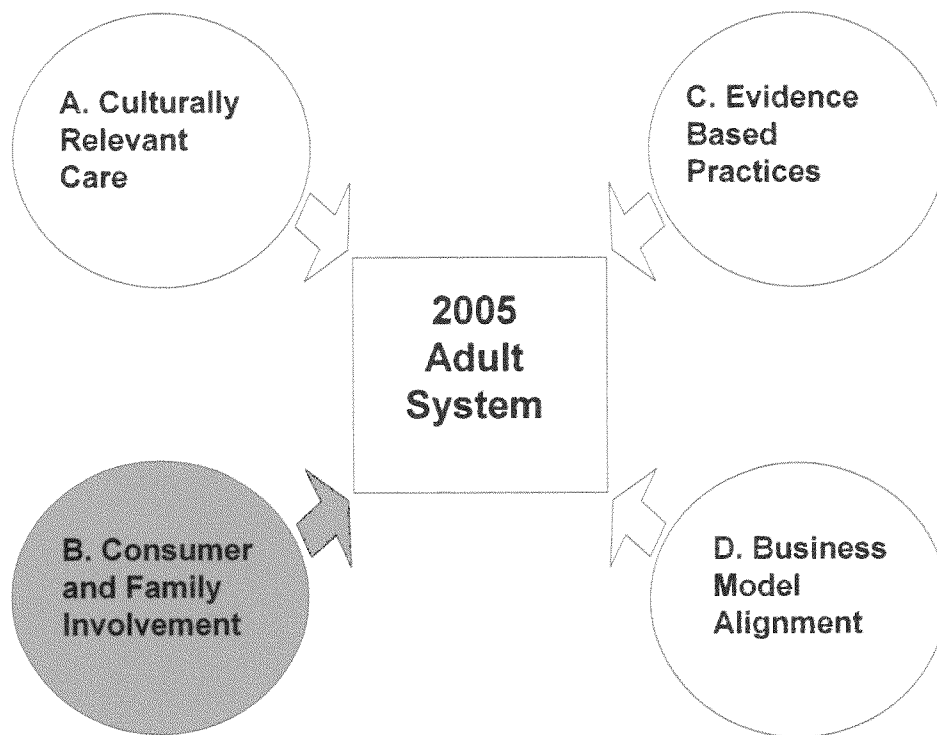 A. Culturally
Relevant
Care
C. Evidence
Based
Practices
2005
Adult
System
B. Consumer
and Family
Involvement
D. Business
Model
Alignment